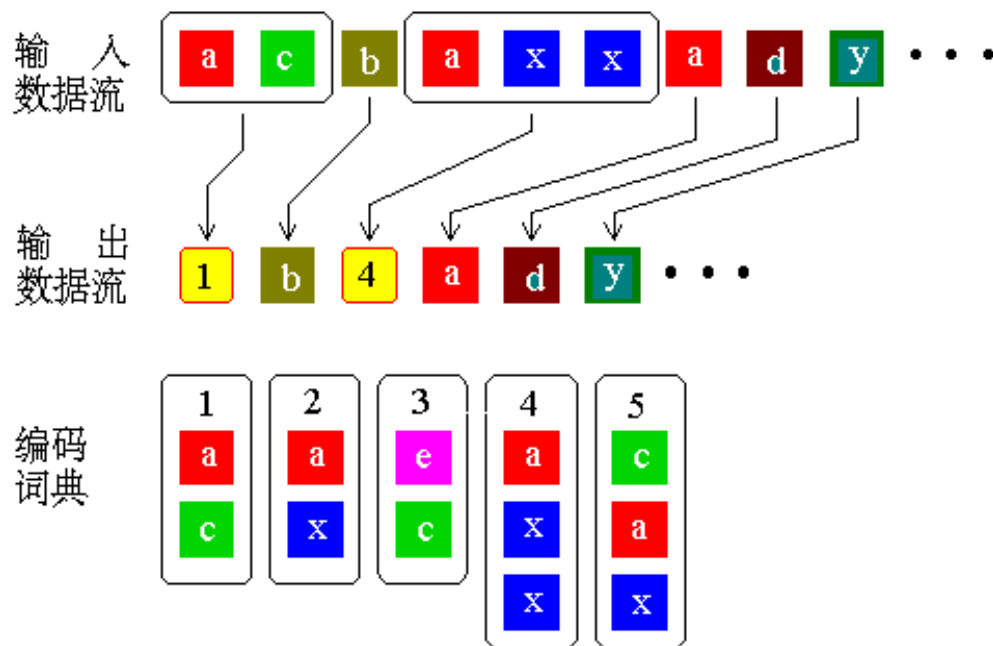 输 入
数据流
a c b a x x a d y • • •
输 出
数据流
1 b 4 a d y • • •
编码
词典
1 2 3 4 5
a a e a c
c x c x a
x x